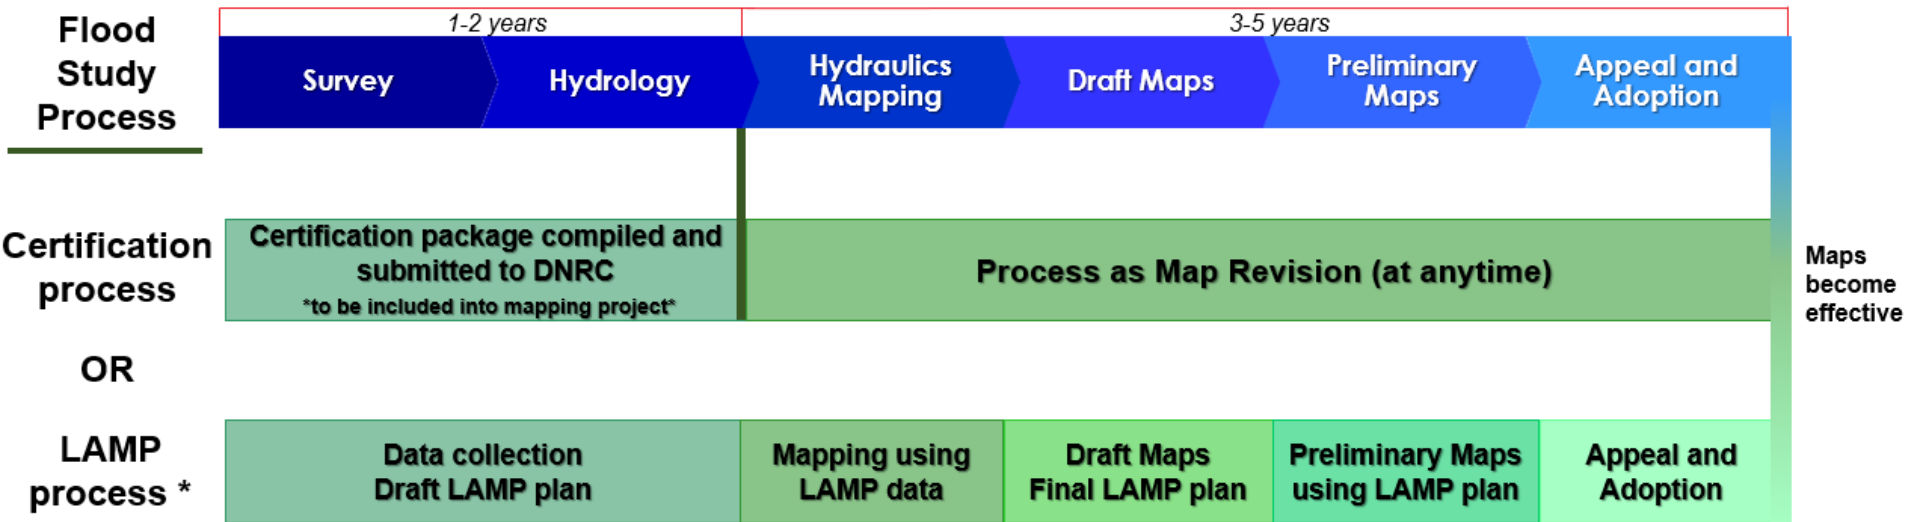 Flood
Study
Process
1-2 years
3-5 years
Survey
Hydrology
Hydraulics
Mapping
Draft Maps
Preliminary
Maps
Appeal and
Adoption
Certification
process
Certification package compiled and
submitted to DNRC
*to be included into mapping project*
Process as Map Revision (at anytime)
Maps
become
effective
OR
LAMP
process *
Data collection
Draft LAMP plan
Mapping using
LAMP data
Draft Maps
Final LAMP plan
Preliminary Maps
using LAMP plan
Appeal and
Adoption